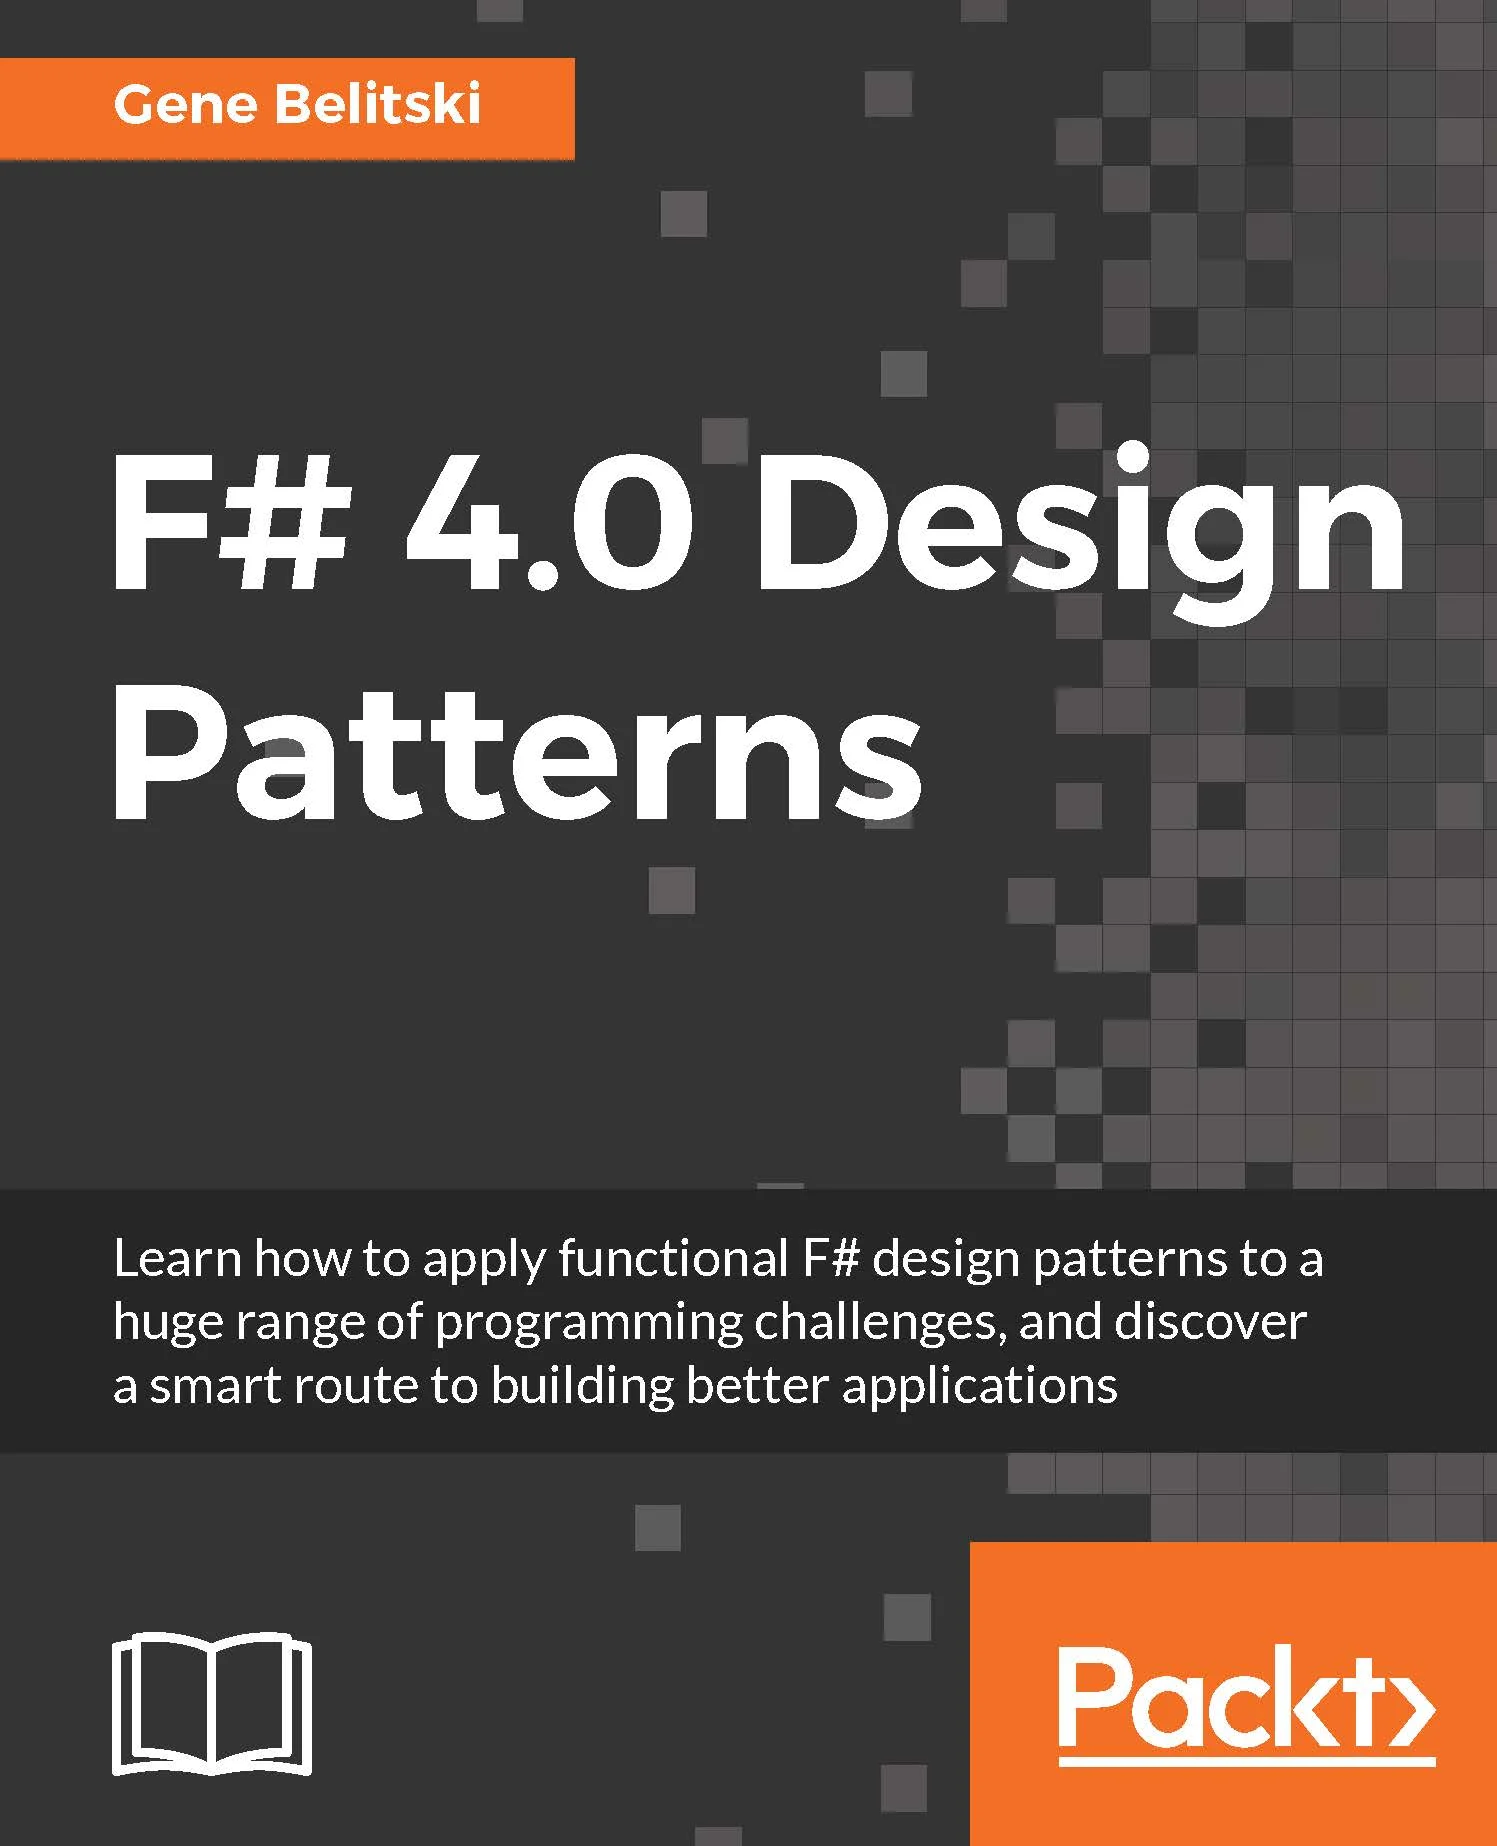 Gene Belitski
F# 4.0 Design
Patterns
Learn how to apply functional F# design patterns to a
huge range of programming challenges, and discover
a smart route to building better applications
Packt>